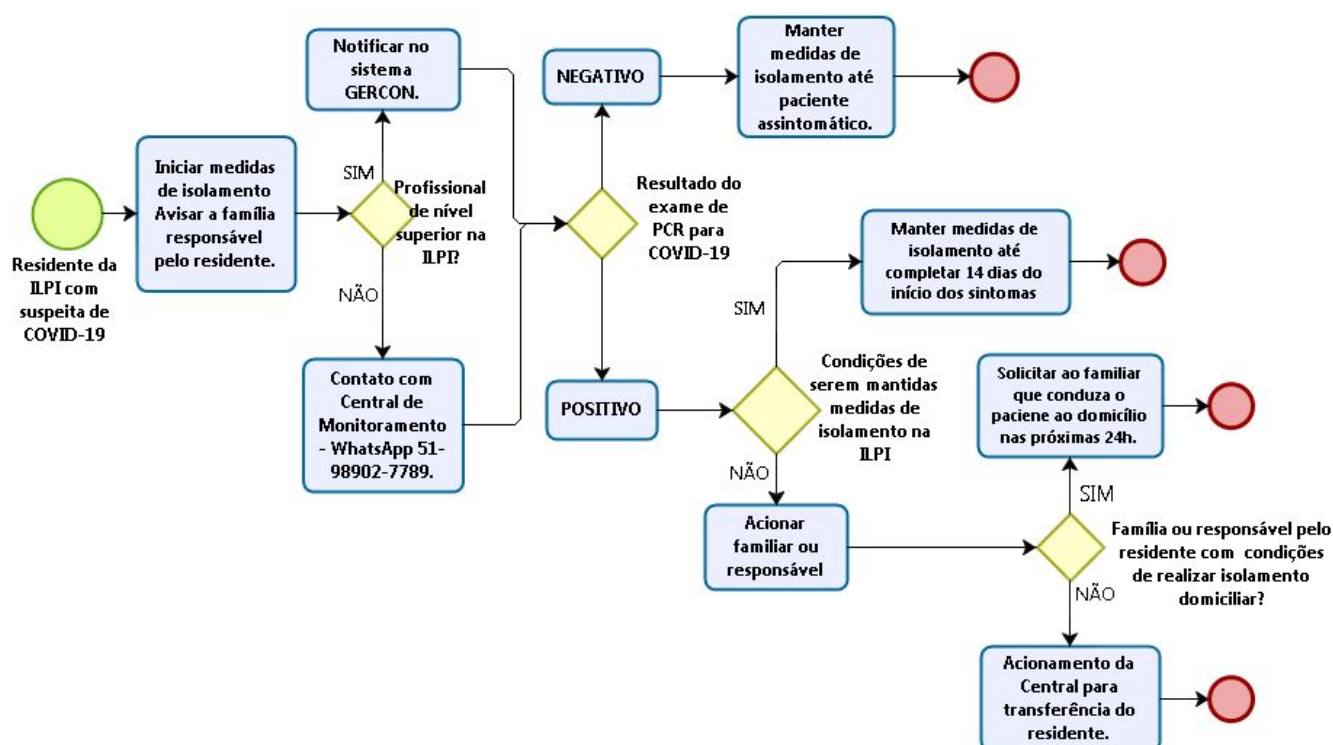 Residente da
ILPI com
suspeita de
COVID-19
Iniciar medidas
de isolamento
Avisar a família
responsável
pelo residente.
Profissional
de nível
superior na
ILPI?
SIM
Notificar no
sistema
GERCON.
NÃO
Contato com
Central de
Monitoramento
- WhatsApp 51-
98902-7789.
Resultado do
exame de
PCR para
COVID-19
NEGATIVO
Manter
medidas de
isolamento até
paciente
assintomático.
POSITIVO
Condições de
serem mantidas
medidas de
isolamento na
ILPI
SIM
Manter medidas de
isolamento até
completar 14 dias do
início dos sintomas
NÃO
Acionar
familiar ou
responsável
Família ou responsável pelo
residente com condições
de realizar isolamento
domiciliar?
SIM
Solicitar ao familiar
que conduza o
paciene ao domicílio
nas próximas 24h.
NÃO
Acionamento da
Central para
transferência do
residente.